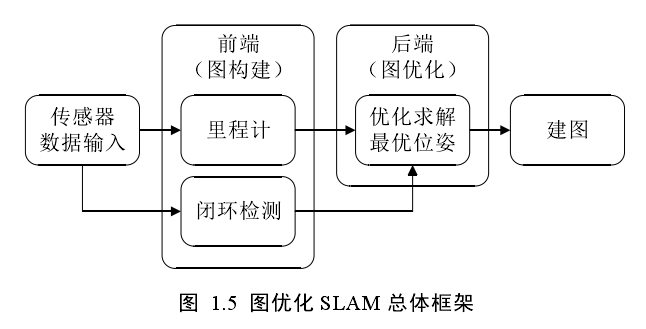 前端
（图构建）
后端
（图优化）
传感器
数据输入
里程计
优化求解
最优位姿
建图
闭环检测
图 1.5 图优化 SLAM 总体框架